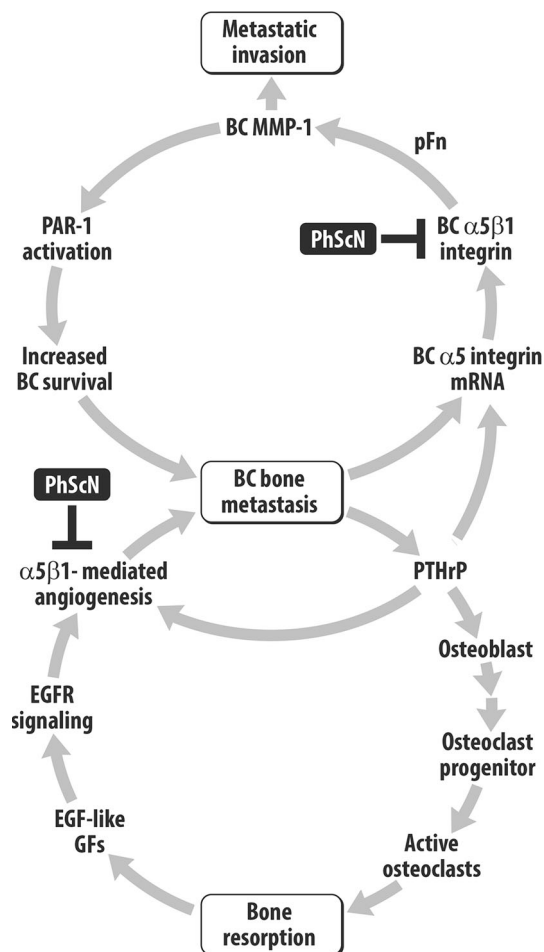 Metastatic
invasion
BC MMP-1
pFn
PAR-1
activation
PhScN
BC α5β1
integrin
Increased
BC survival
BC α5 integrin
mRNA
PhScN
BC bone
metastasis
α5β1- mediated
angiogenesis
PTHrP
Osteoblast
EGFR
signaling
Osteoclast
progenitor
EGF-like
GFs
Active
osteoclasts
Bone
resorption